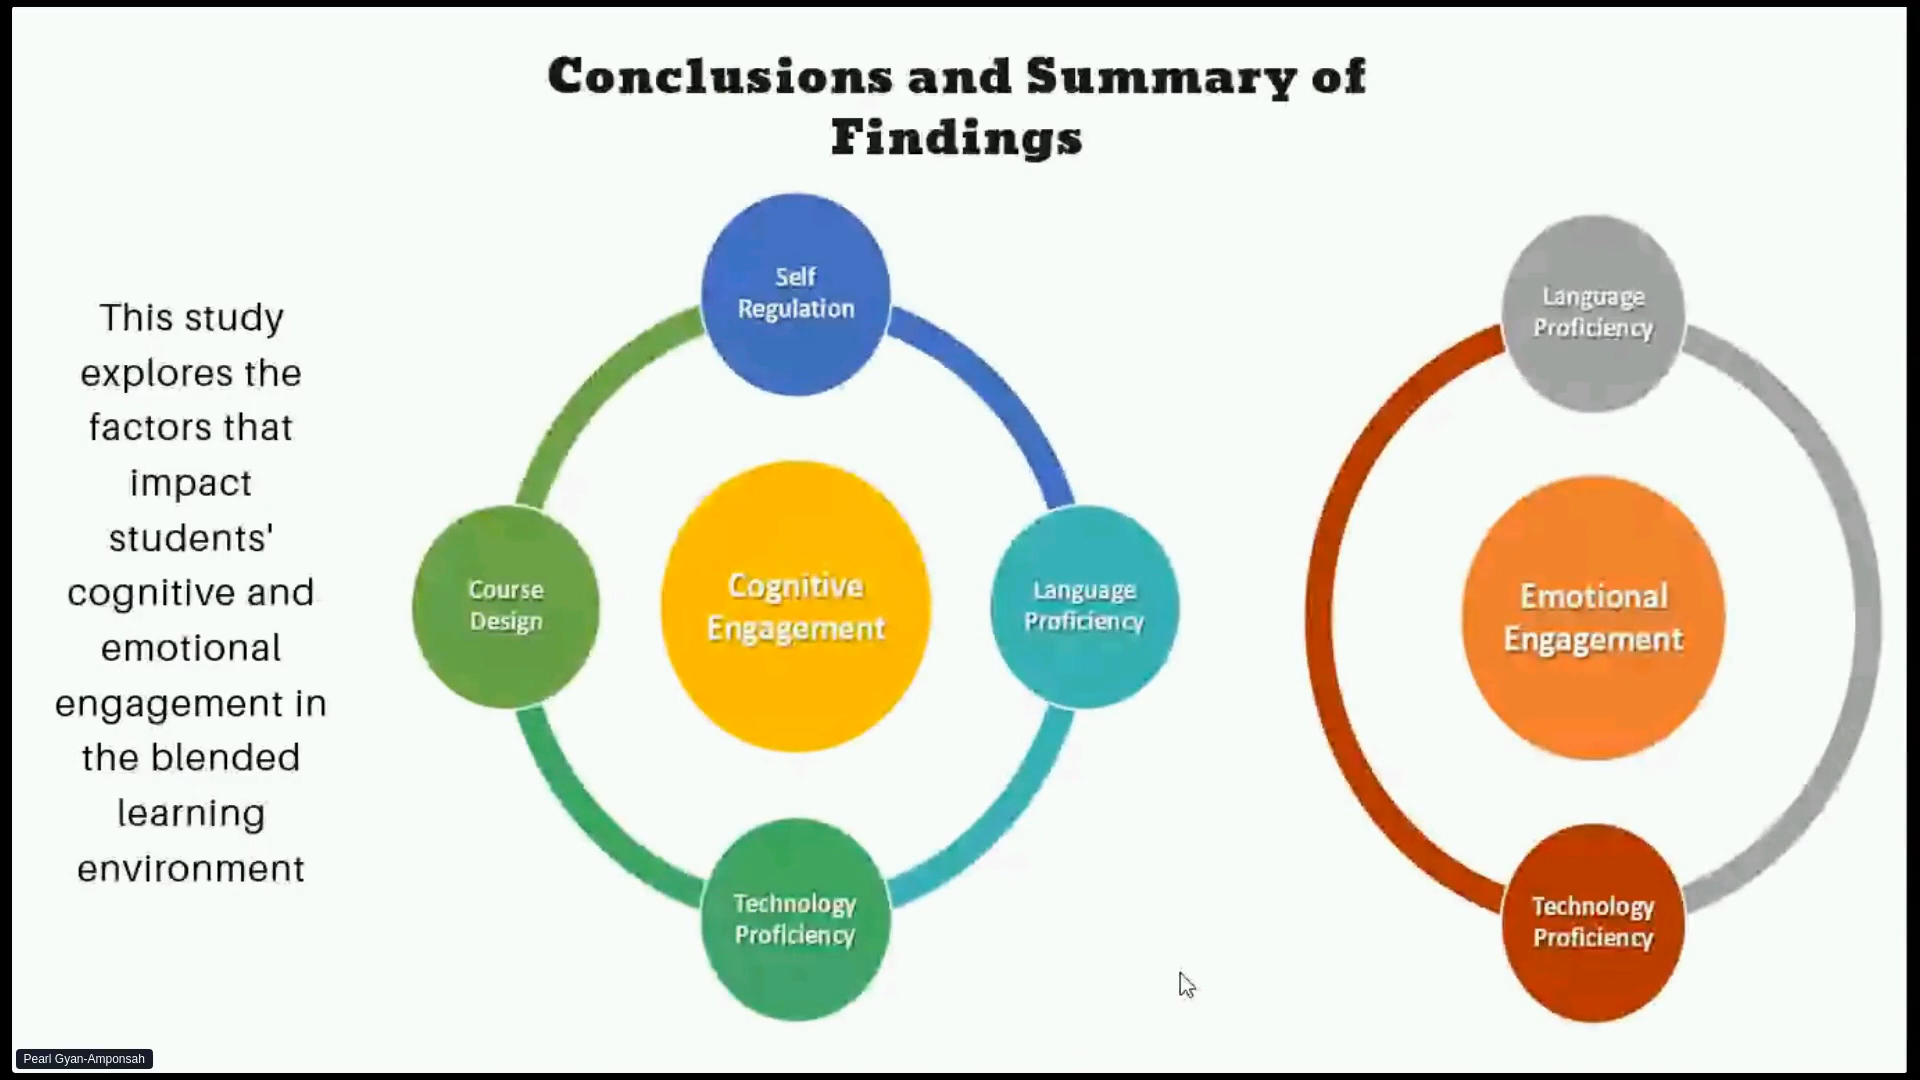 Conclusions and Summary of
Findings
This study
explores the
factors that
impact
students'
cognitive and
emotional
engagement in
the blended
learning
environment
Self
Regulation
Course
Design
Cognitive
Engagement
Language
Proficiency
Technology
Proficiency
Language
Proficiency
Emotional
Engagement
Technology
Proficiency
Pearl Gyan-Amponsah